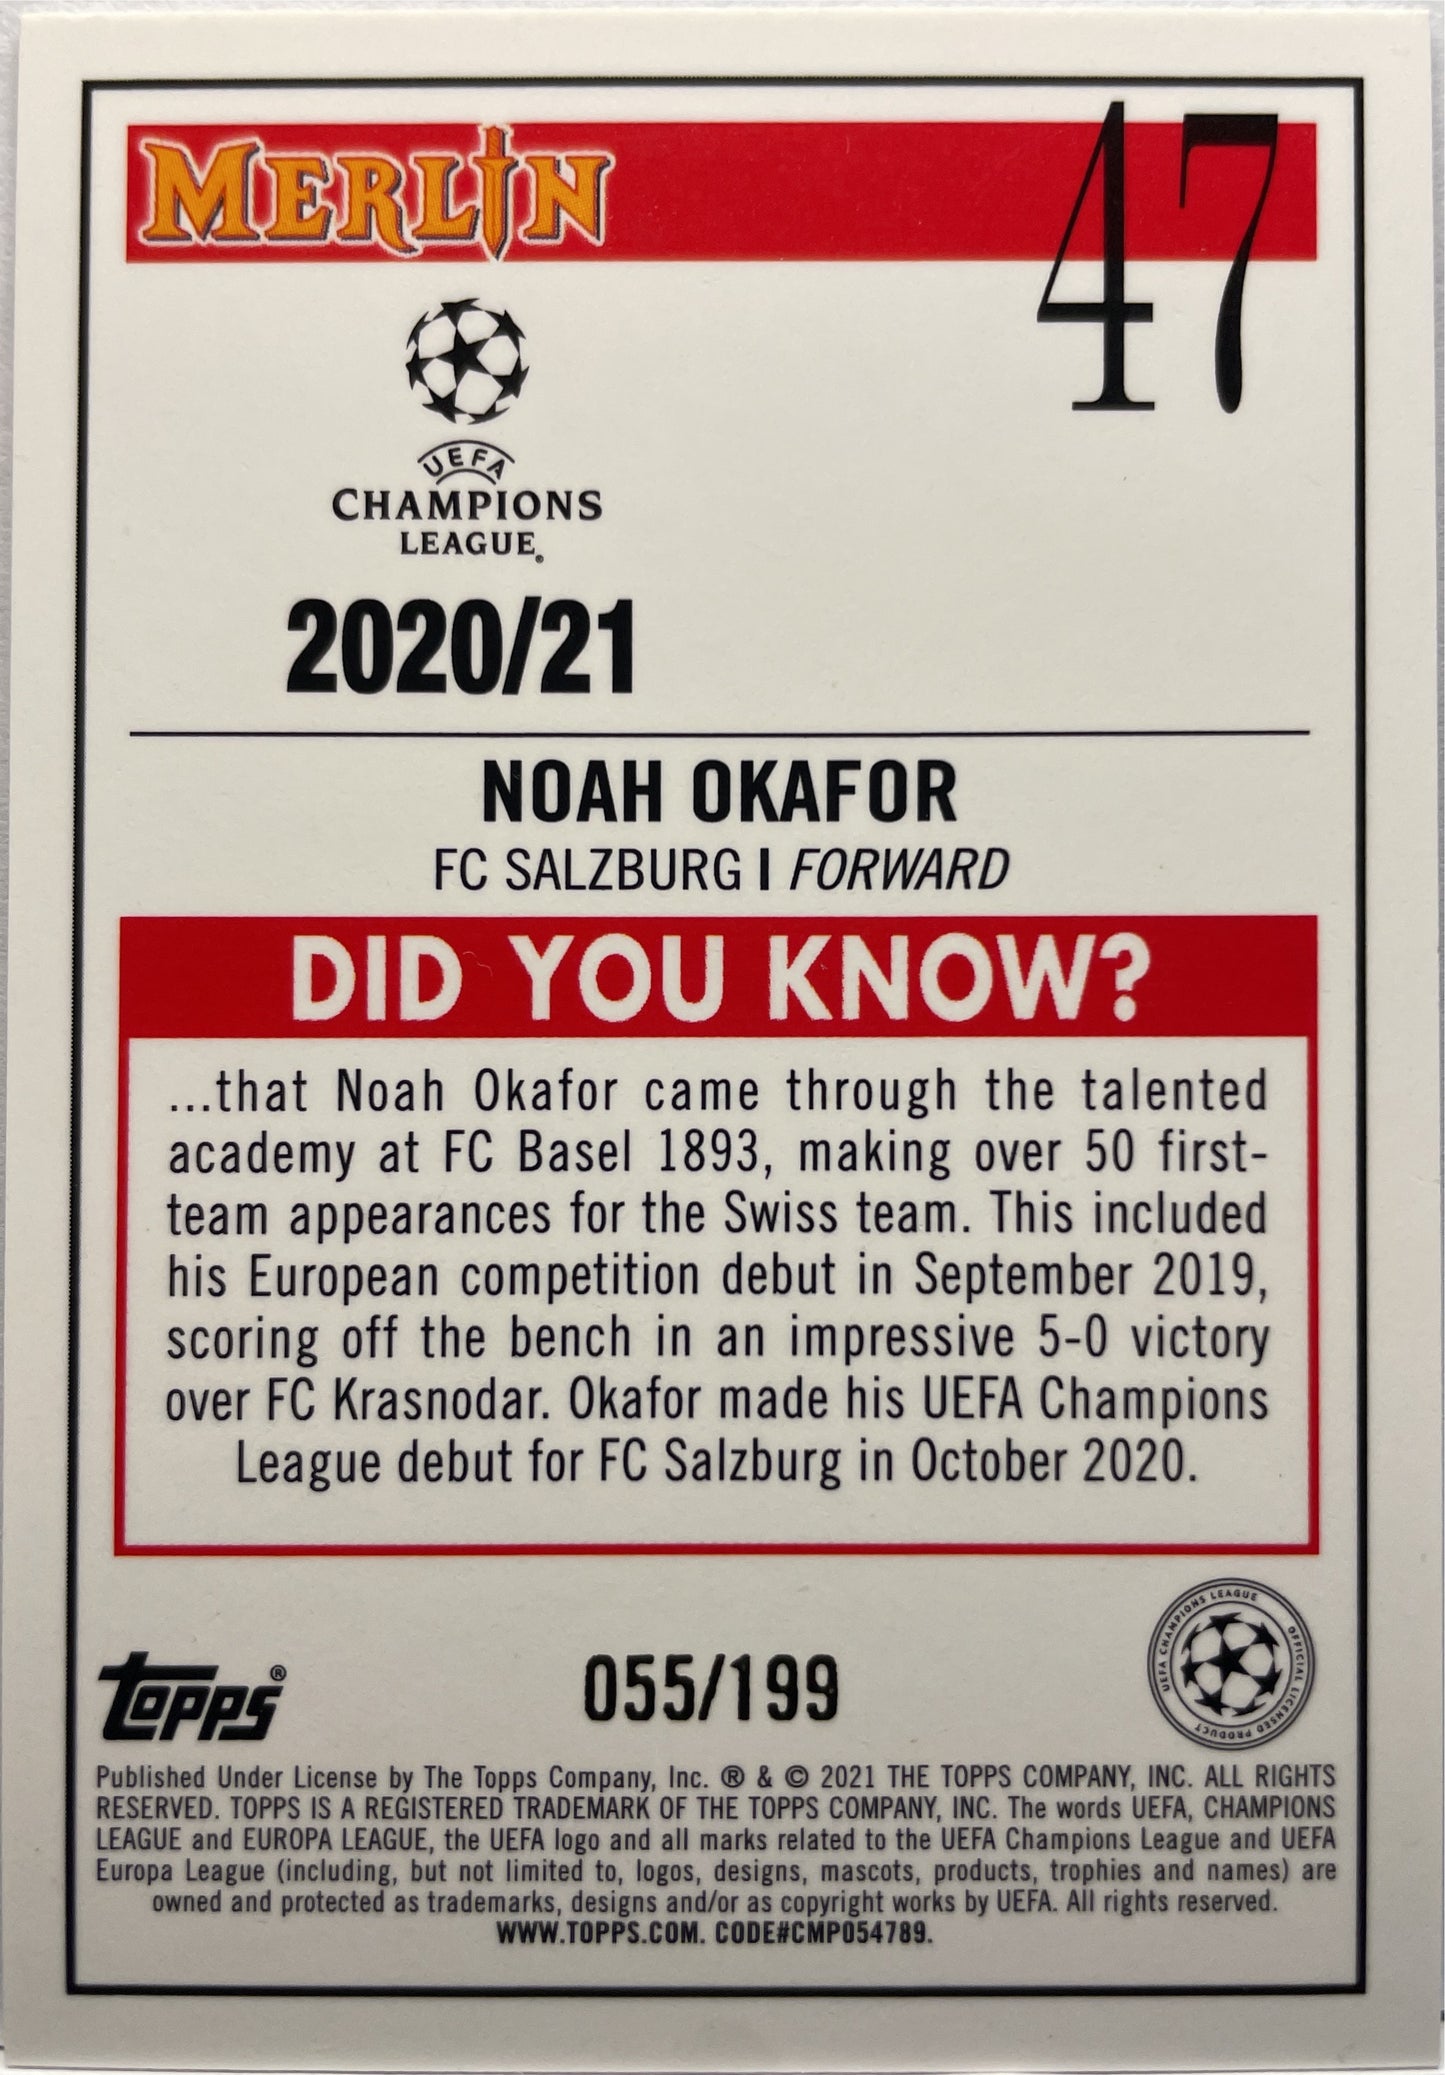 MERLIN
47
UEFA
CHAMPIONS
LEAGUE®
2020/21
NOAH OKAFOR
FC SALZBURG | FORWARD
DID YOU KNOW?
...that Noah Okafor came through the talented
academy at FC Basel 1893, making over 50 first-
team appearances for the Swiss team. This included
his European competition debut in September 2019,
scoring off the bench in an impressive 5-0 victory
over FC Krasnodar. Okafor made his UEFA Champions
League debut for FC Salzburg in October 2020.
topps®
055/199
UEFA CHAMPIONS LEAGUE OFFICIAL LICENSED PRODUCT
Published Under License by The Topps Company, Inc. ® & © 2021 THE TOPPS COMPANY, INC. ALL RIGHTS
RESERVED. TOPPS IS A REGISTERED TRADEMARK OF THE TOPPS COMPANY, INC. The words UEFA, CHAMPIONS
LEAGUE and EUROPA LEAGUE, the UEFA logo and all marks related to the UEFA Champions League and UEFA
Europa League (including, but not limited to, logos, designs, mascots, products, trophies and names) are
owned and protected as trademarks, designs and/or as copyright works by UEFA. All rights reserved.
WWW.TOPPS.COM. CODE#CMP054789.